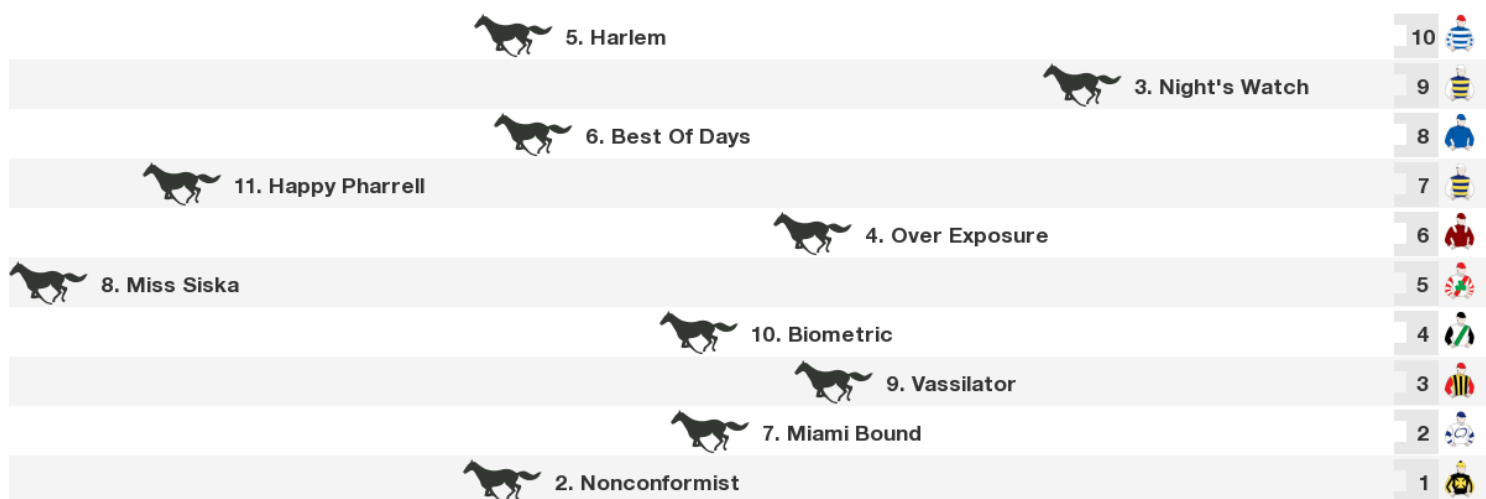 5. Harlem 10
3. Night's Watch 9
6. Best Of Days 8
11. Happy Pharrell 7
4. Over Exposure 6
8. Miss Siska 5
10. Biometric 4
9. Vassilator 3
7. Miami Bound 2
2. Nonconformist 1